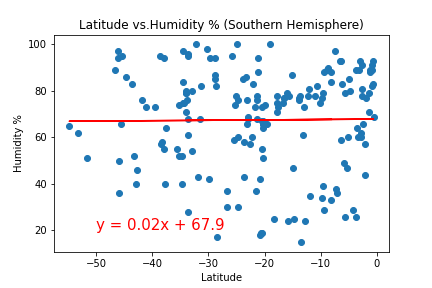 Latitude vs.Humidity % (Southern Hemisphere)
100
80
60
40
20
Humidity %
y = 0.02x + 67.9
−50 −40 −30 −20 −10 0
Latitude